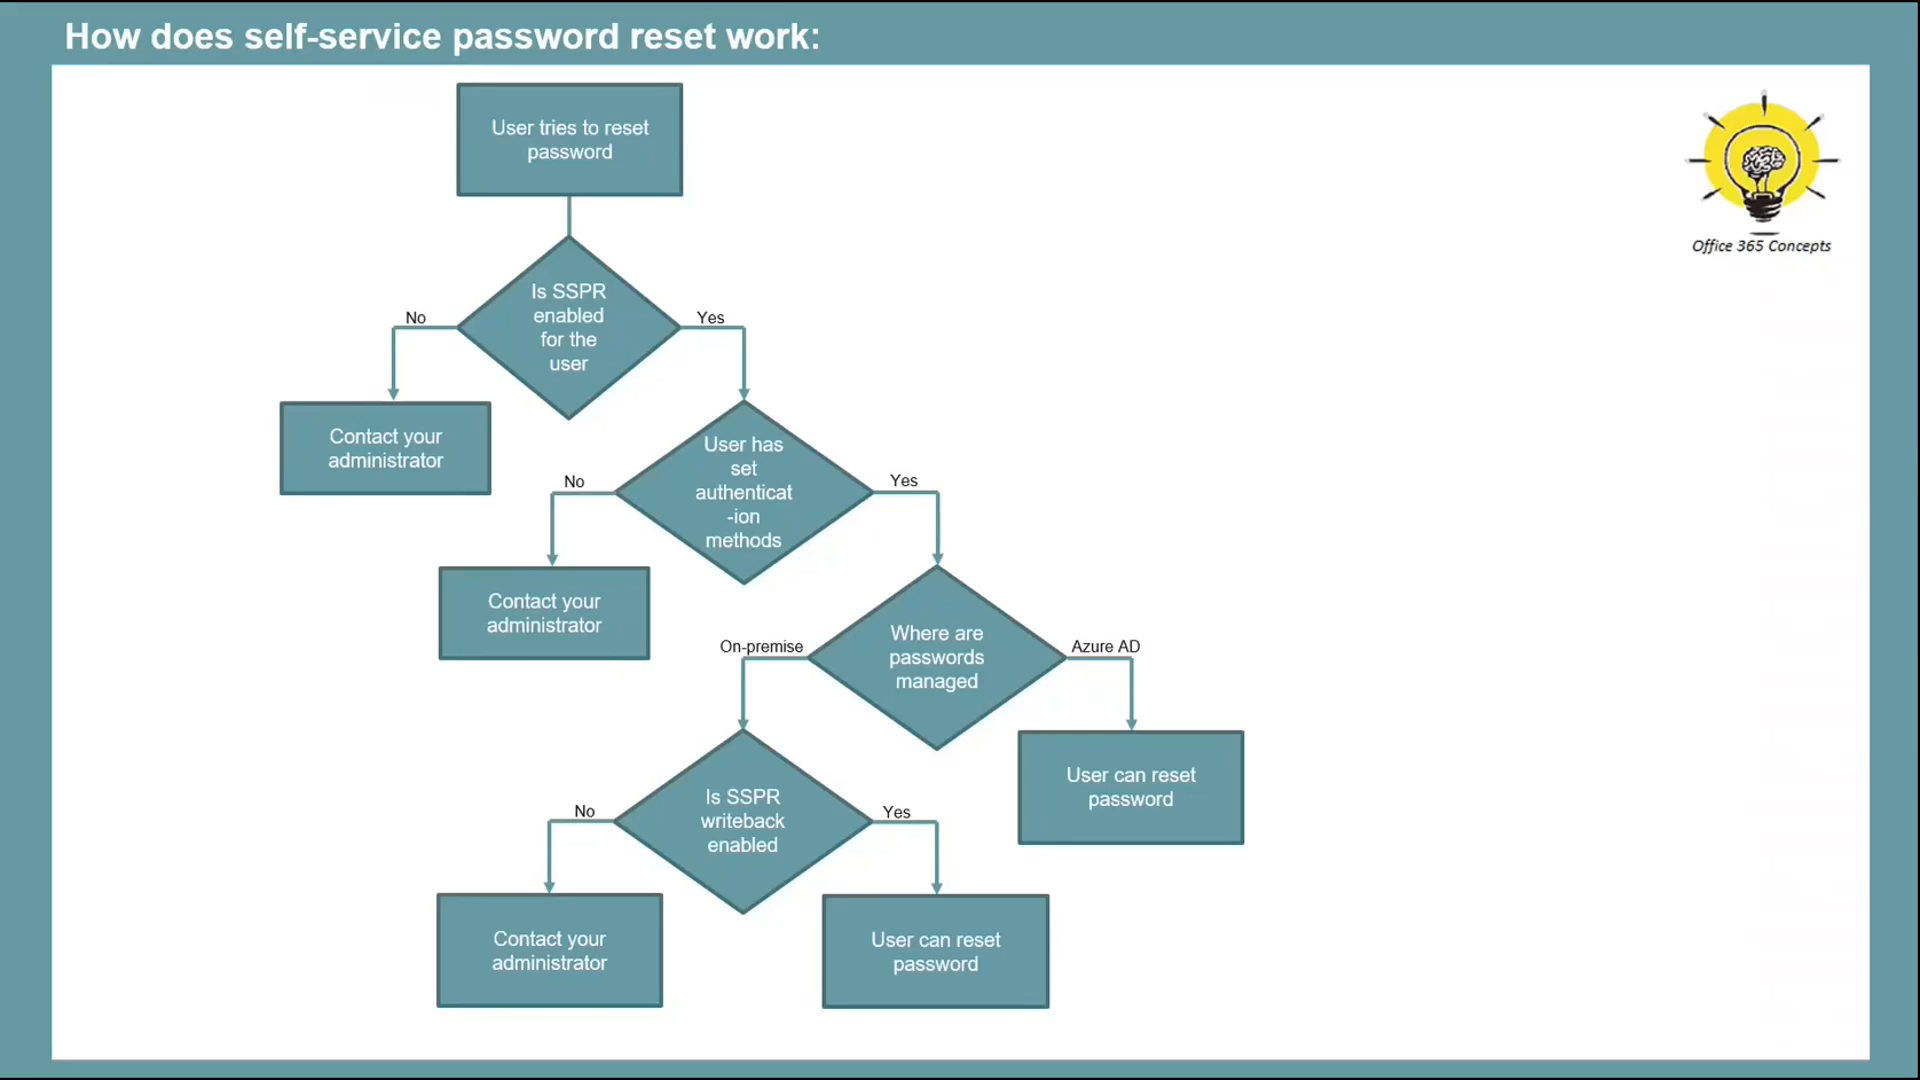 How does self-service password reset work:
User tries to reset
password
Office 365 Concepts
Is SSPR
enabled
for the
user
No
Yes
Contact your
administrator
User has
set
authenticat
-ion
methods
No
Yes
Contact your
administrator
Where are
passwords
managed
On-premise
Azure AD
User can reset
password
Is SSPR
writeback
enabled
No
Yes
Contact your
administrator
User can reset
password